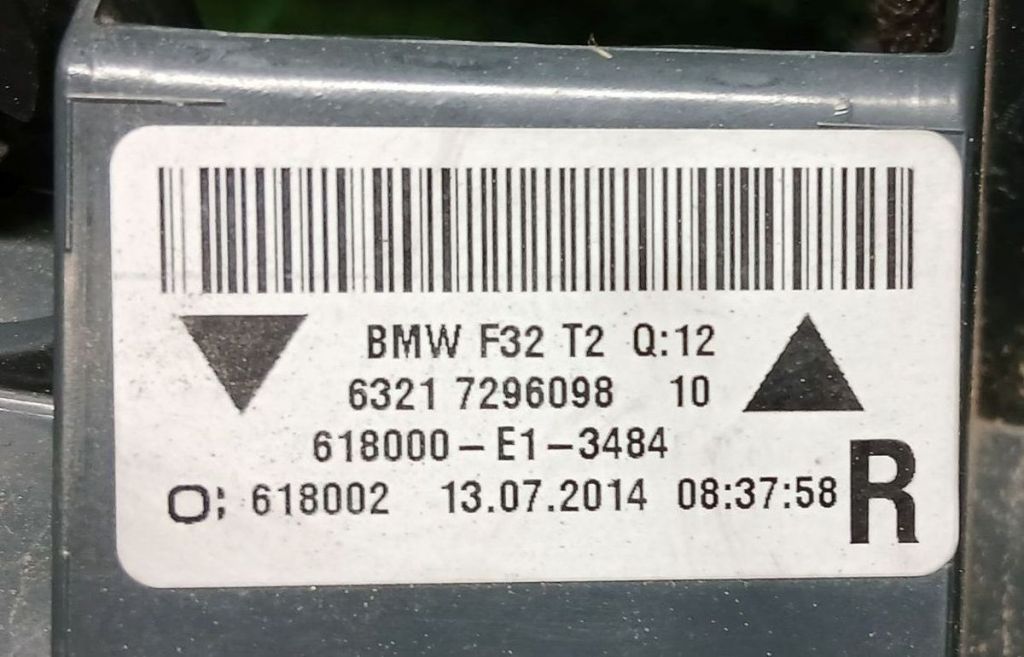 BMW F32 T2 Q:12
6321 7296098 10
618000-E1-3484
O; 618002 13.07.2014 08:37:58
R